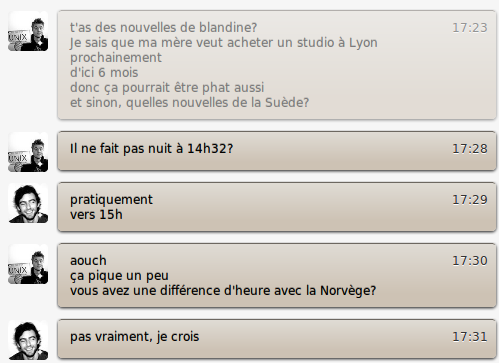 t'as des nouvelles de blandine? 17:23
Je sais que ma mère veut acheter un studio à Lyon
prochainement
d'ici 6 mois
donc ça pourrait être phat aussi
et sinon, quelles nouvelles de la Suède?
UNIX
Il ne fait pas nuit à 14h32? 17:28
UNIX
pratiquement 17:29
vers 15h
aouch 17:30
ça pique un peu
vous avez une différence d'heure avec la Norvège?
UNIX
pas vraiment, je crois 17:31